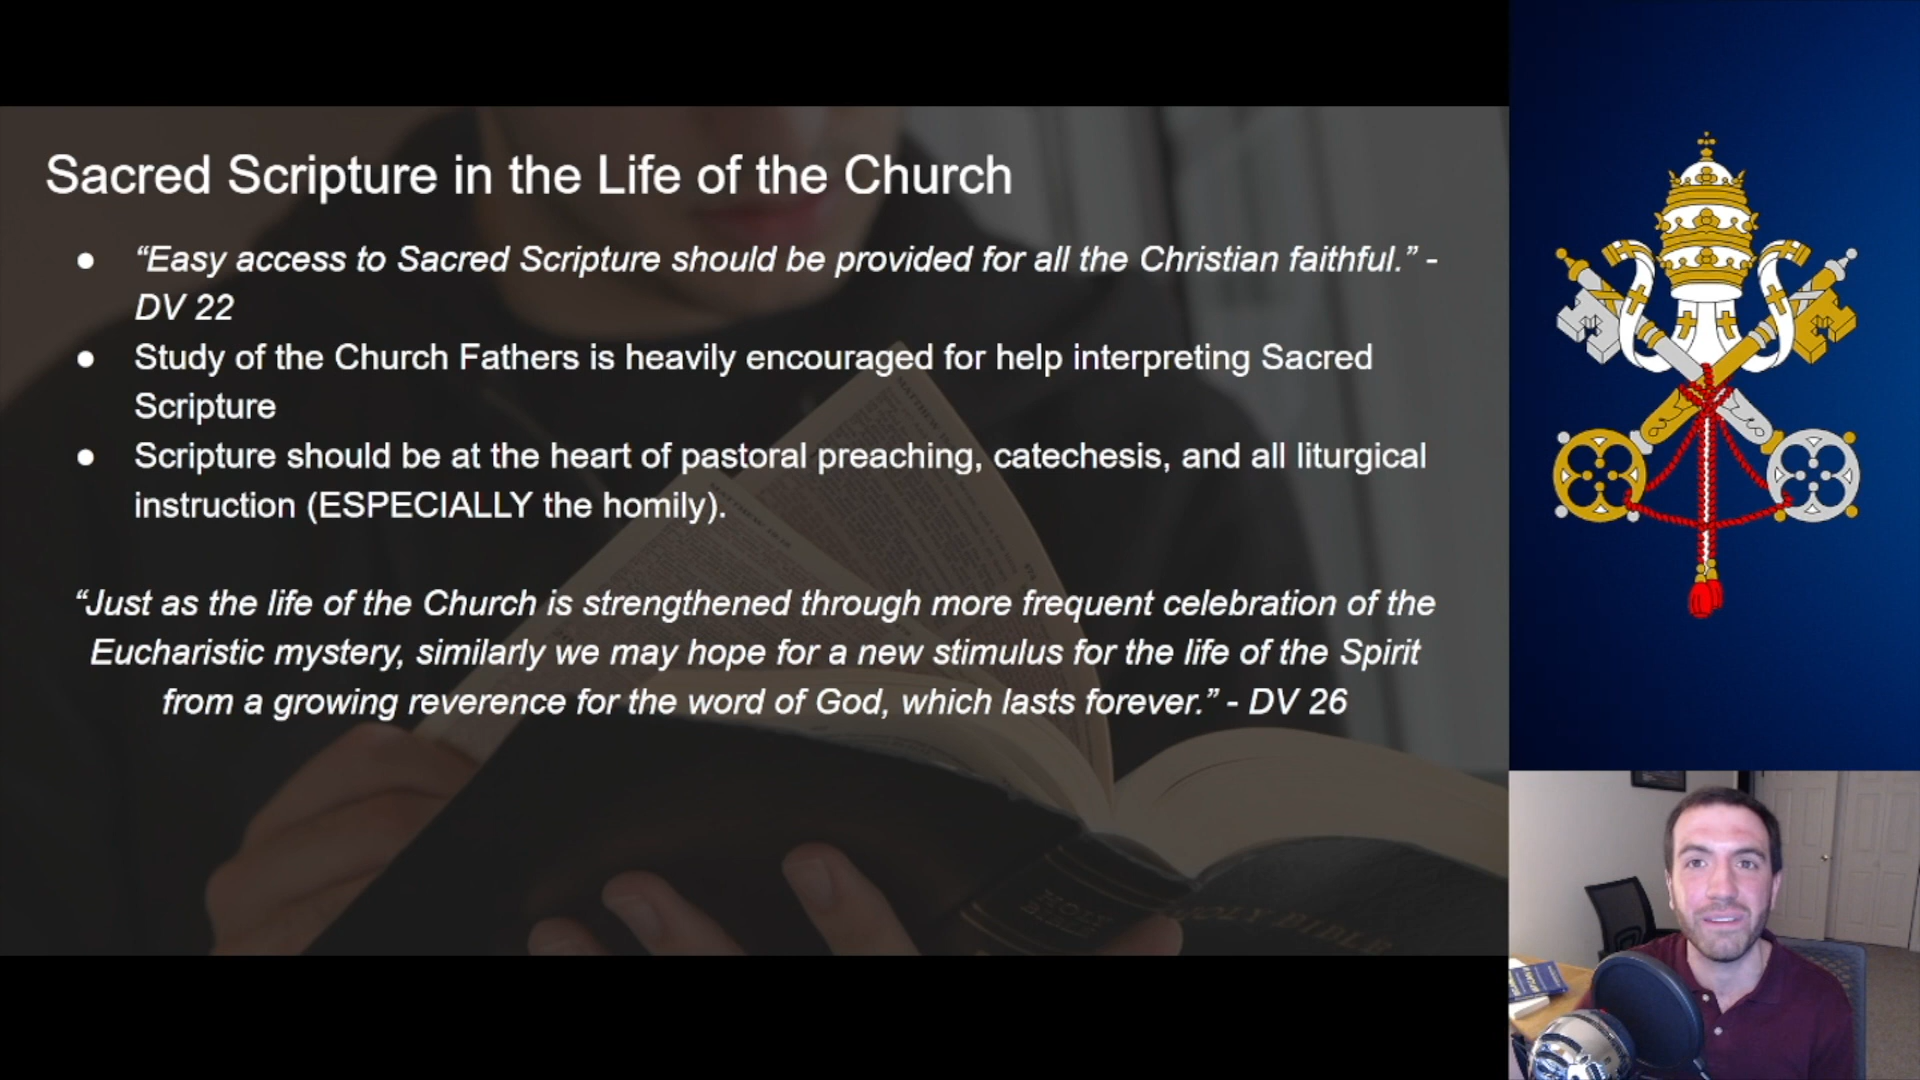 Sacred Scripture in the Life of the Church
● “Easy access to Sacred Scripture should be provided for all the Christian faithful.” -
DV 22
● Study of the Church Fathers is heavily encouraged for help interpreting Sacred
Scripture
● Scripture should be at the heart of pastoral preaching, catechesis, and all liturgical
instruction (ESPECIALLY the homily).
“Just as the life of the Church is strengthened through more frequent celebration of the
Eucharistic mystery, similarly we may hope for a new stimulus for the life of the Spirit
from a growing reverence for the word of God, which lasts forever.” - DV 26
HOLY
BIBLE
HOLY BIBLE